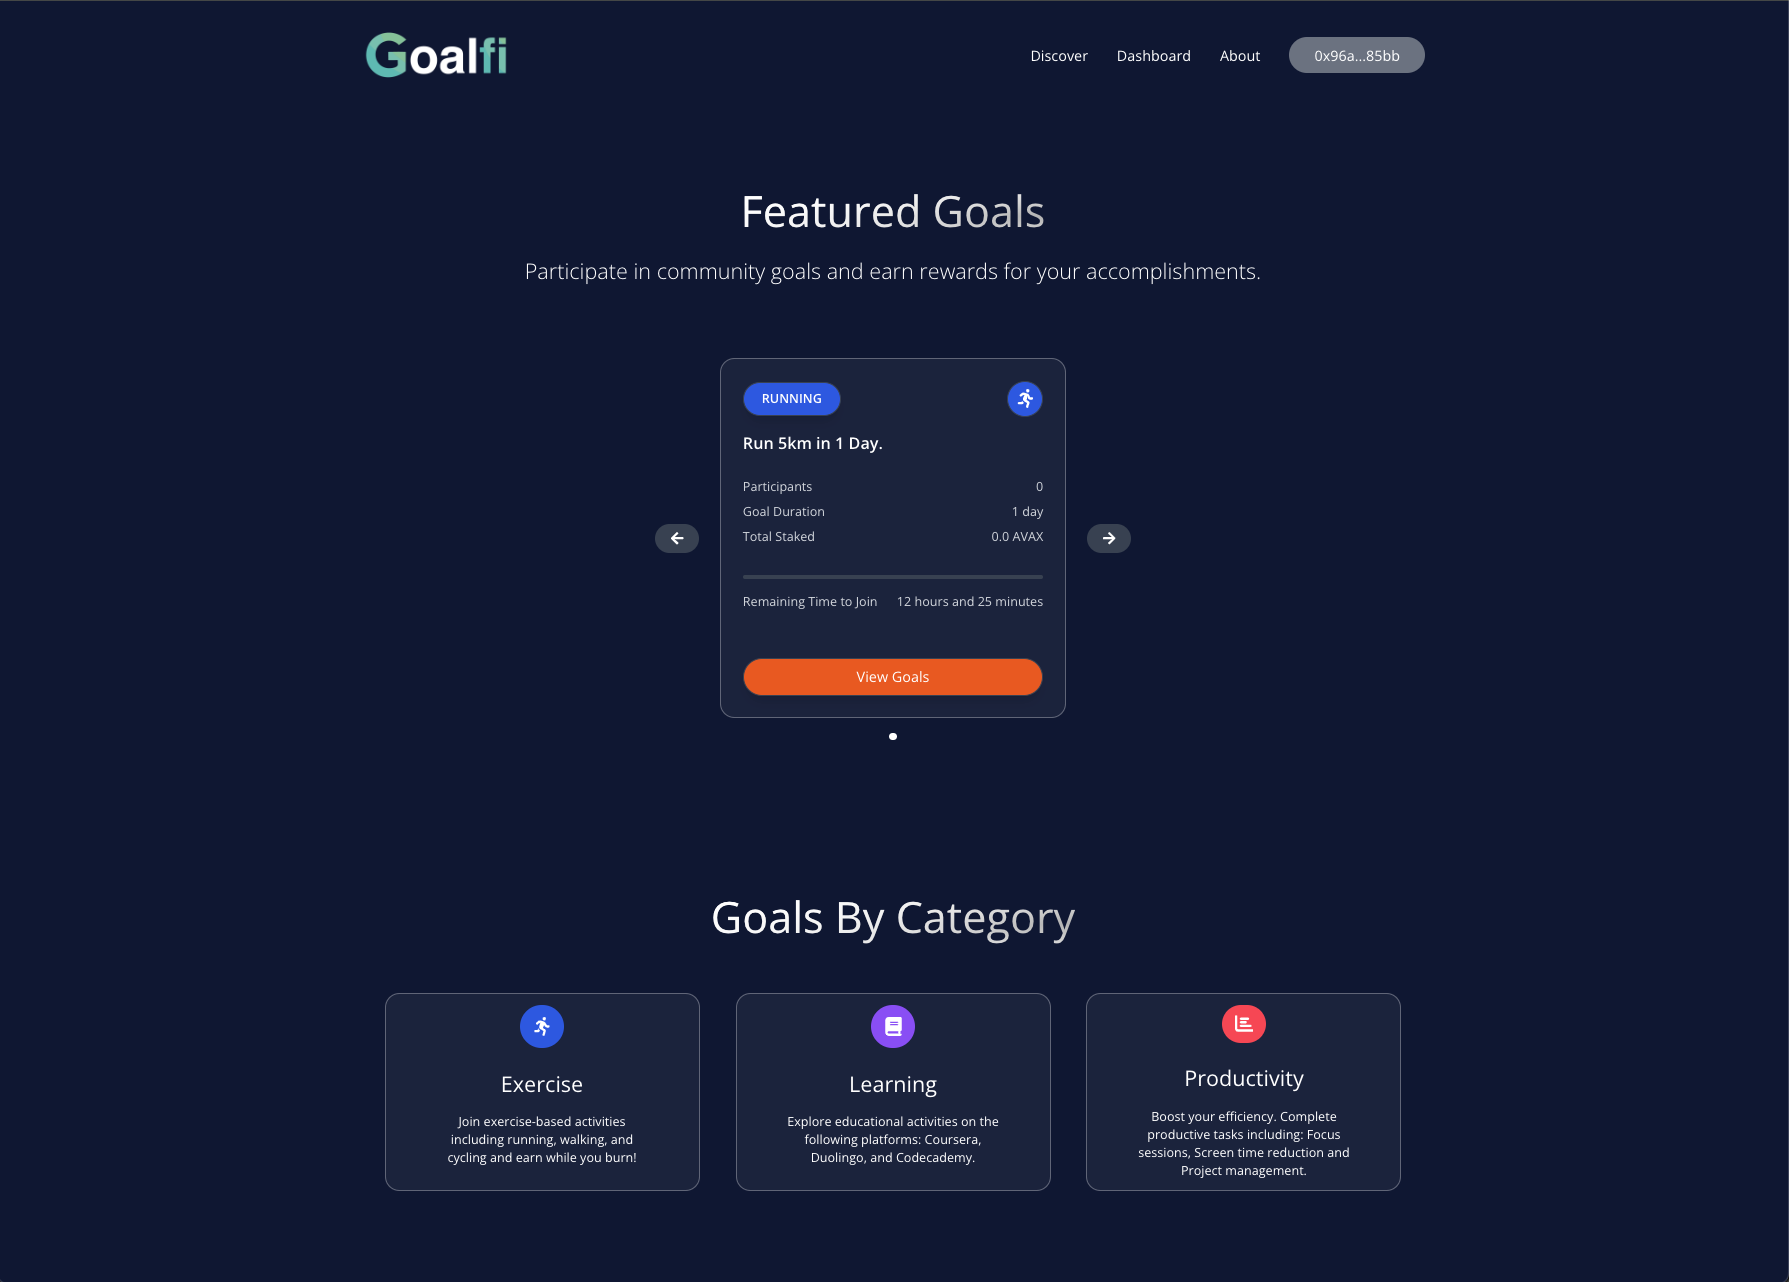 Goalfi
Discover
Dashboard
About
0x96a...85bb
Featured Goals
Participate in community goals and earn rewards for your accomplishments.
RUNNING
Run 5km in 1 Day.
Participants 0
Goal Duration 1 day
Total Staked 0.0 AVAX
Remaining Time to Join 12 hours and 25 minutes
View Goals
Goals By Category
Exercise
Join exercise-based activities
including running, walking, and
cycling and earn while you burn!
Learning
Explore educational activities on the
following platforms: Coursera,
Duolingo, and Codecademy.
Productivity
Boost your efficiency. Complete
productive tasks including: Focus
sessions, Screen time reduction and
Project management.